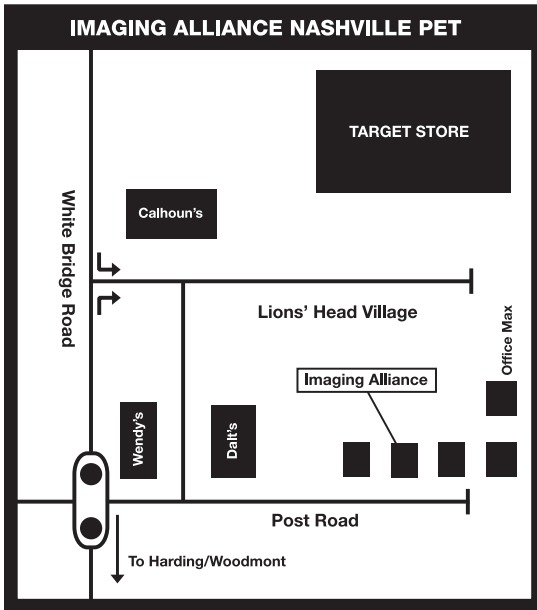 IMAGING ALLIANCE NASHVILLE PET
TARGET STORE
White Bridge Road
Calhoun's
Lions' Head Village
Office Max
Imaging Alliance
Wendy's
Dalt's
Post Road
To Harding/Woodmont